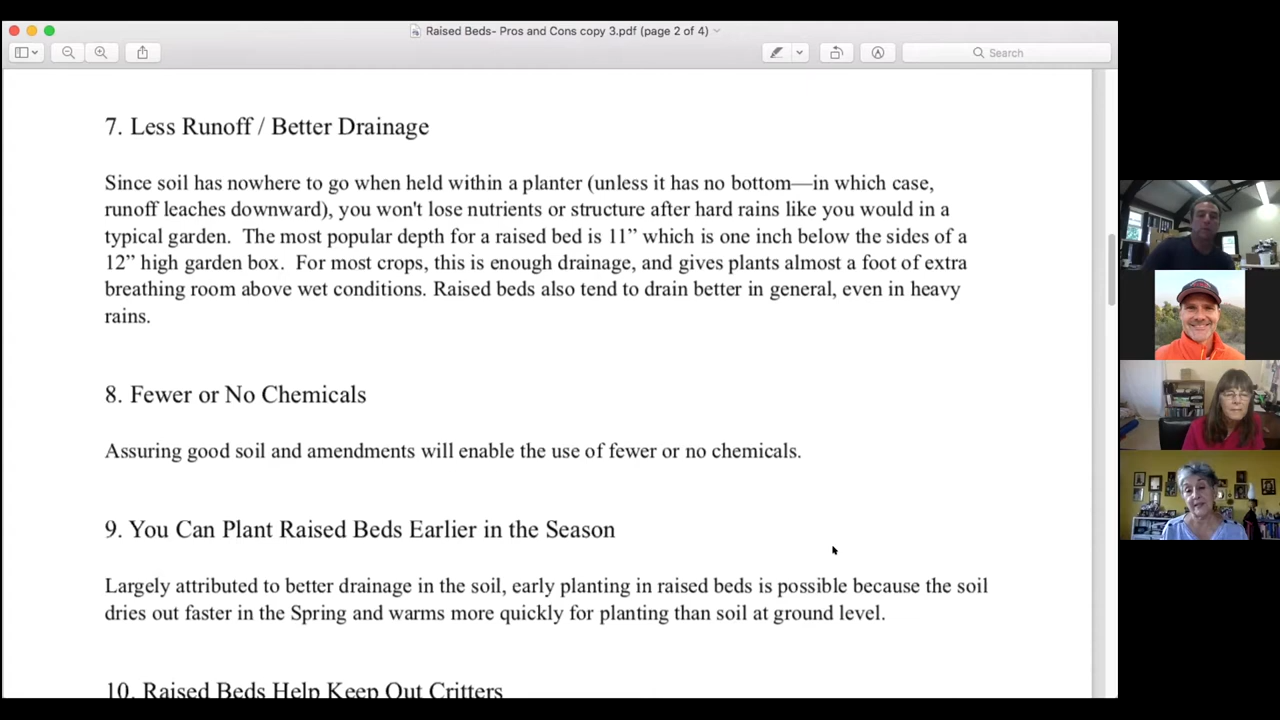 Raised Beds- Pros and Cons copy 3.pdf (page 2 of 4)
Search
7. Less Runoff / Better Drainage
Since soil has nowhere to go when held within a planter (unless it has no bottom—in which case,
runoff leaches downward), you won't lose nutrients or structure after hard rains like you would in a
typical garden.  The most popular depth for a raised bed is 11” which is one inch below the sides of a
12” high garden box.  For most crops, this is enough drainage, and gives plants almost a foot of extra
breathing room above wet conditions. Raised beds also tend to drain better in general, even in heavy
rains.
8. Fewer or No Chemicals
Assuring good soil and amendments will enable the use of fewer or no chemicals.
9. You Can Plant Raised Beds Earlier in the Season
Largely attributed to better drainage in the soil, early planting in raised beds is possible because the soil
dries out faster in the Spring and warms more quickly for planting than soil at ground level.
10. Raised Beds Help Keep Out Critters